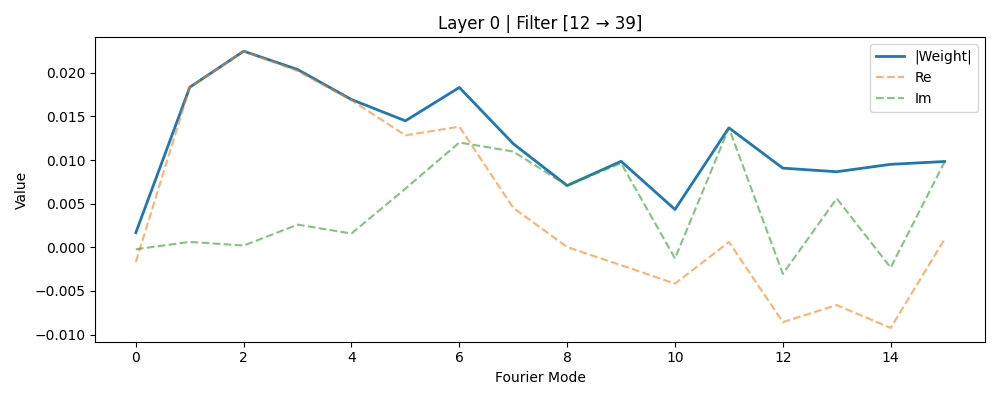 Layer 0 | Filter [12 → 39]
|Weight|
Re
Im
Value
0.020
0.015
0.010
0.005
0.000
−0.005
−0.010
0 2 4 6 8 10 12 14
Fourier Mode